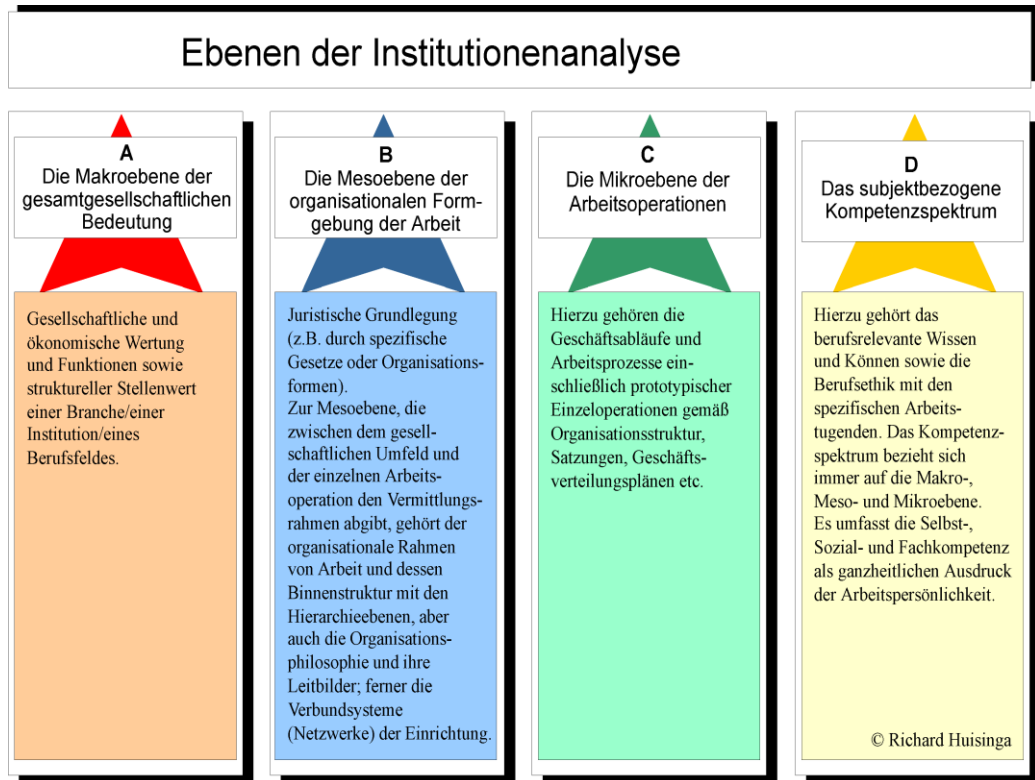 Ebenen der Institutionenanalyse
A
Die Makroebene der
gesamtgesellschaftlichen
Bedeutung
Gesellschaftliche und
ökonomische Wertung
und Funktionen sowie
struktureller Stellenwert
einer Branche/einer
Institution/eines
Berufsfeldes.
B
Die Mesoebene der
organisationalen Form-
gebung der Arbeit
Juristische Grundlegung
(z.B. durch spezifische
Gesetze oder Organisations-
formen).
Zur Mesoebene, die
zwischen dem gesell-
schaftlichen Umfeld und
der einzelnen Arbeits-
operation den Vermittlungs-
rahmen abgibt, gehört der
organisationale Rahmen
von Arbeit und dessen
Binnenstruktur mit den
Hierarchieebenen, aber
auch die Organisations-
philosophie und ihre
Leitbilder; ferner die
Verbundsysteme
(Netzwerke) der Einrichtung.
C
Die Mikroebene der
Arbeitsoperationen
Hierzu gehören die
Geschäftsabläufe und
Arbeitsprozesse ein-
schließlich prototypischer
Einzeloperationen gemäß
Organisationsstruktur,
Satzungen, Geschäfts-
verteilungsplänen etc.
D
Das subjektbezogene
Kompetenzspektrum
Hierzu gehört das
berufsrelevante Wissen
und Können sowie die
Berufsethik mit den
spezifischen Arbeits-
tugenden. Das Kompetenz-
spektrum bezieht sich
immer auf die Makro-,
Meso- und Mikroebene.
Es umfasst die Selbst-,
Sozial- und Fachkompetenz
als ganzheitlichen Ausdruck
der Arbeitspersönlichkeit.
© Richard Huisinga